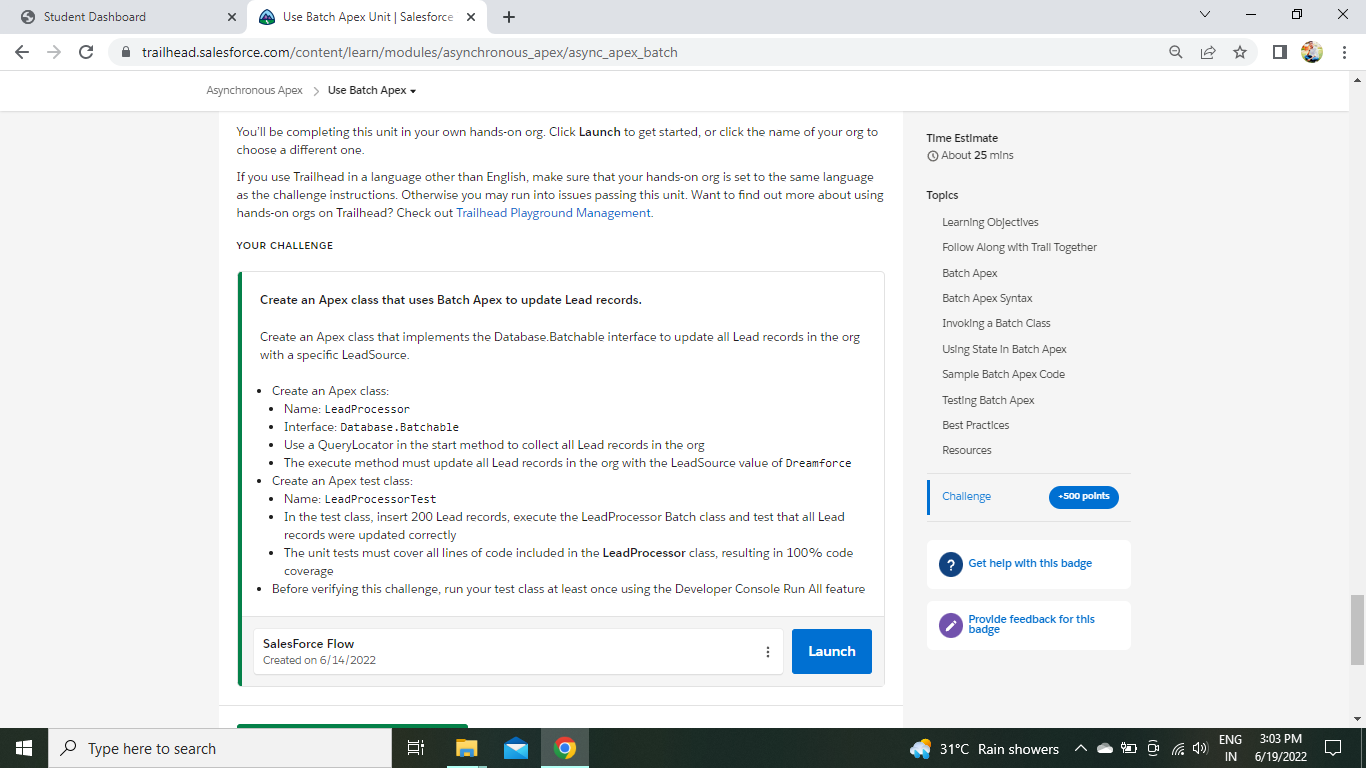 Student Dashboard
Use Batch Apex Unit | Salesforce
trailhead.salesforce.com/content/learn/modules/asynchronous_apex/async_apex_batch
Asynchronous Apex
Use Batch Apex
You'll be completing this unit in your own hands-on org. Click Launch to get started, or click the name of your org to
choose a different one.
If you use Trailhead in a language other than English, make sure that your hands-on org is set to the same language
as the challenge instructions. Otherwise you may run into issues passing this unit. Want to find out more about using
hands-on orgs on Trailhead? Check out Trailhead Playground Management.
YOUR CHALLENGE
Create an Apex class that uses Batch Apex to update Lead records.
Create an Apex class that implements the Database.Batchable interface to update all Lead records in the org
with a specific LeadSource.
• Create an Apex class:
• Name: LeadProcessor
• Interface: Database.Batchable
• Use a QueryLocator in the start method to collect all Lead records in the org
• The execute method must update all Lead records in the org with the LeadSource value of Dreamforce
• Create an Apex test class:
• Name: LeadProcessorTest
• In the test class, insert 200 Lead records, execute the LeadProcessor Batch class and test that all Lead
records were updated correctly
• The unit tests must cover all lines of code included in the LeadProcessor class, resulting in 100% code
coverage
• Before verifying this challenge, run your test class at least once using the Developer Console Run All feature
SalesForce Flow
Created on 6/14/2022
Launch
Time Estimate
About 25 mins
Topics
Learning Objectives
Follow Along with Trail Together
Batch Apex
Batch Apex Syntax
Invoking a Batch Class
Using State in Batch Apex
Sample Batch Apex Code
Testing Batch Apex
Best Practices
Resources
Challenge
+500 points
Get help with this badge
Provide feedback for this
badge
Type here to search
31°C Rain showers
ENG
IN
3:03 PM
6/19/2022